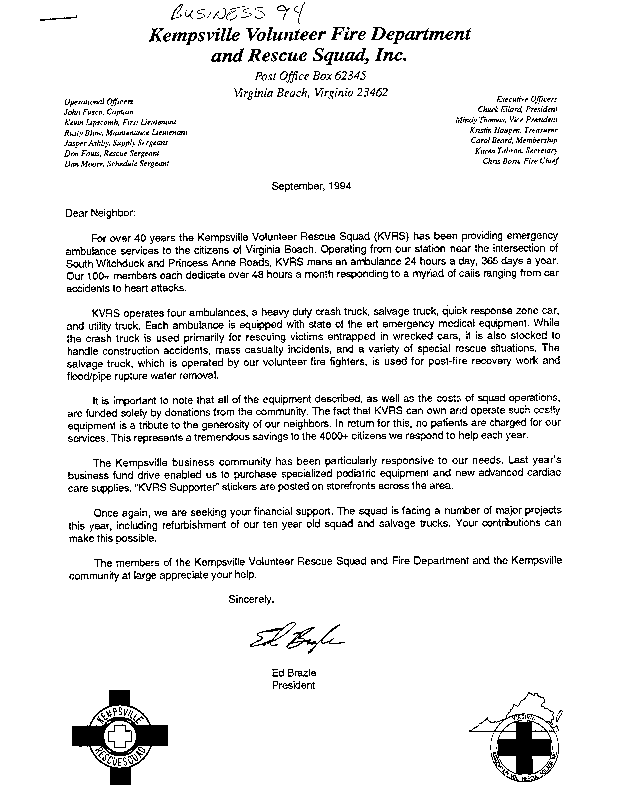 BUSINESS 94
Kempsville Volunteer Fire Department
and Rescue Squad, Inc.
Post Office Box 62345
Virginia Beach, Virginia 23462
Operational Officers
John Fusco, Captain
Kevin Lipscomb, First Lieutenant
Rusty Blow, Maintenance Lieutenant
Jasper Ashby, Supply Sergeant
Don Fouts, Rescue Sergeant
Dan Moore, Schedule Sergeant
Executive Officers
Chuck Ellard, President
Mindy Thomas, Vice President
Kristin Haugen, Treasurer
Carol Beard, Membership
Karen Secretary
Chris Fire Chief
September, 1994
Dear Neighbor:
For over 40 years the Kempsville Volunteer Rescue Squad (KVRS) has been providing emergency
ambulance services to the citizens of Virginia Beach. Operating from our station near the intersection of
South Witchduck and Princess Anne Roads, KVRS mans an ambulance 24 hours a day, 365 days a year.
Our 100+ members each dedicate over 48 hours a month responding to a myriad of calls ranging from car
accidents to heart attacks.
KVRS operates four ambulances, a heavy duty crash truck, salvage truck, quick response zone car,
and utility truck. Each ambulance is equipped with state of the art emergency medical equipment. While
the crash truck is used primarily for rescuing victims entrapped in wrecked cars, it is also stocked to
handle construction accidents, mass casualty incidents, and a variety of special rescue situations. The
salvage truck, which is operated by our volunteer fire fighters, is used for post-fire recovery work and
flood/pipe rupture water removal.
It is important to note that all of the equipment described, as well as the costs of squad operations,
are funded solely by donations from the community. The fact that KVRS can own and operate such costly
equipment is a tribute to the generosity of our neighbors. In return for this, no patients are charged for our
services. This represents a tremendous savings to the 4000+ citizens we respond to help each year.
The Kempsville business community has been particularly responsive to our needs. Last year's
business fund drive enabled us to purchase specialized pediatric equipment and new advanced cardiac
care supplies. "KVRS Supporter" stickers are posted on storefronts across the area.
Once again, we are seeking your financial support. The squad is facing a number of major projects
this year, including refurbishment of our ten year old squad and salvage trucks. Your contributions can
make this possible.
The members of the Kempsville Volunteer Rescue Squad and Fire Department and the Kempsville
community at large appreciate your help.
Sincerely,
Ed Brazle
Ed Brazle
President
KEMPSVILLE
RESCUE SQUAD